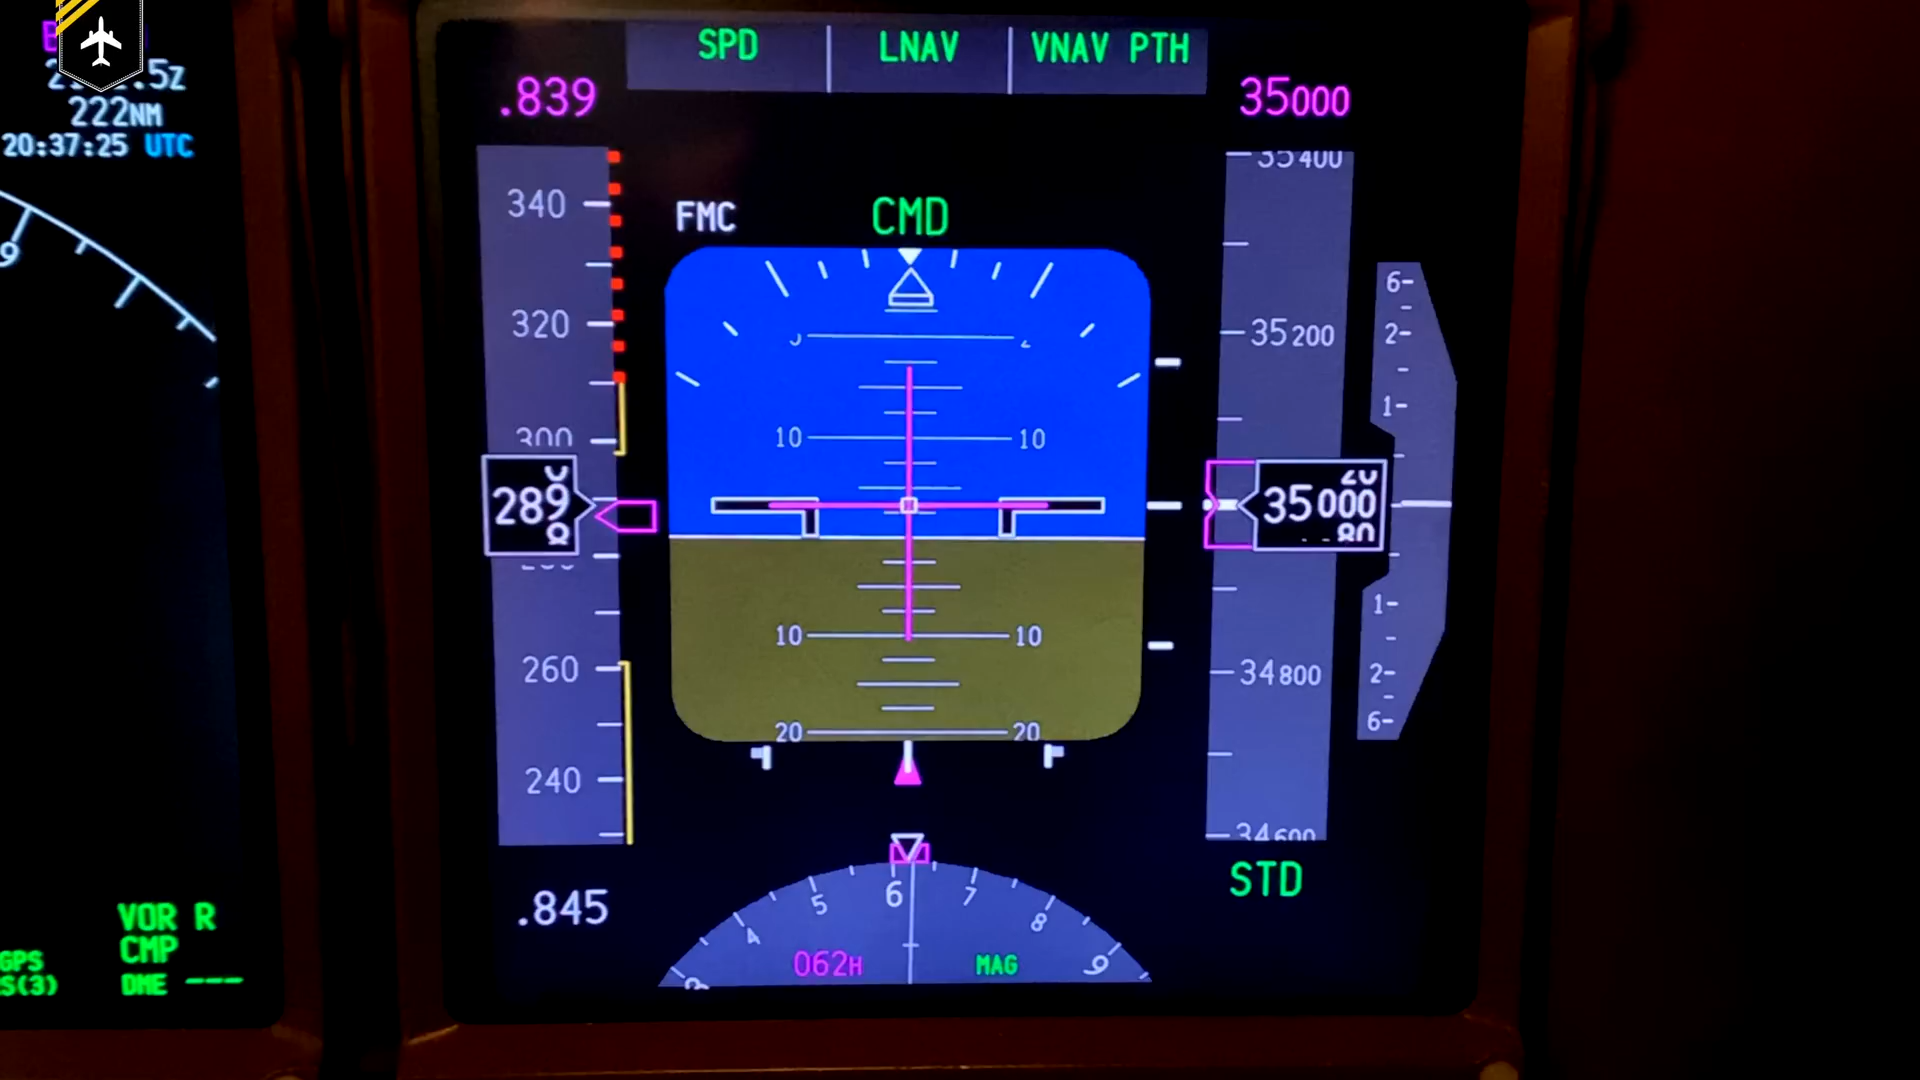 222NM
20:37:25 UTC
9
VOR R
CMP
GPS
S(3)
DME ---
SPD LNAV VNAV PTH
.839
35000
FMC
CMD
340
320
300
289
260
240
.845
10 10
10 10
20 20
35400
35200
35000
34800
34600
6
2
1
1
2
6
STD
3 4 5 6 7 8 9
062H
MAG